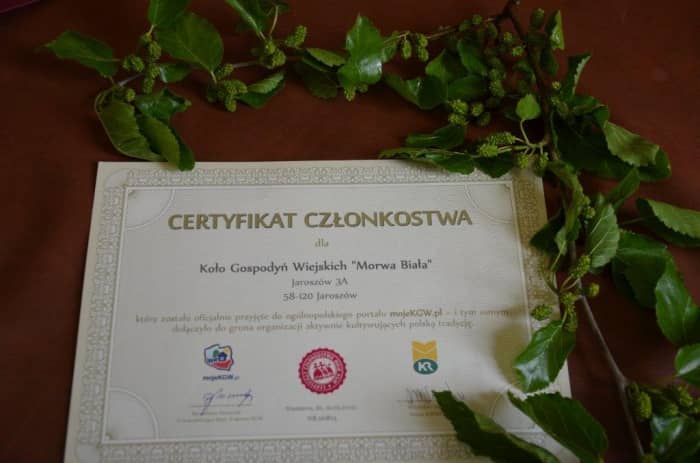 CERTYFIKAT CZŁONKOSTWA
dla
Koło Gospodyń Wiejskich "Morwa Biała"
Jaroszów 3A
58-120 Jaroszów
które zostało oficjalnie przyjęte do ogólnopolskiego portalu mojeKGW.pl – i tym samym
dołączyło do grona organizacji aktywnie kultywujących polską tradycję.
mojeKGW.pl
KR